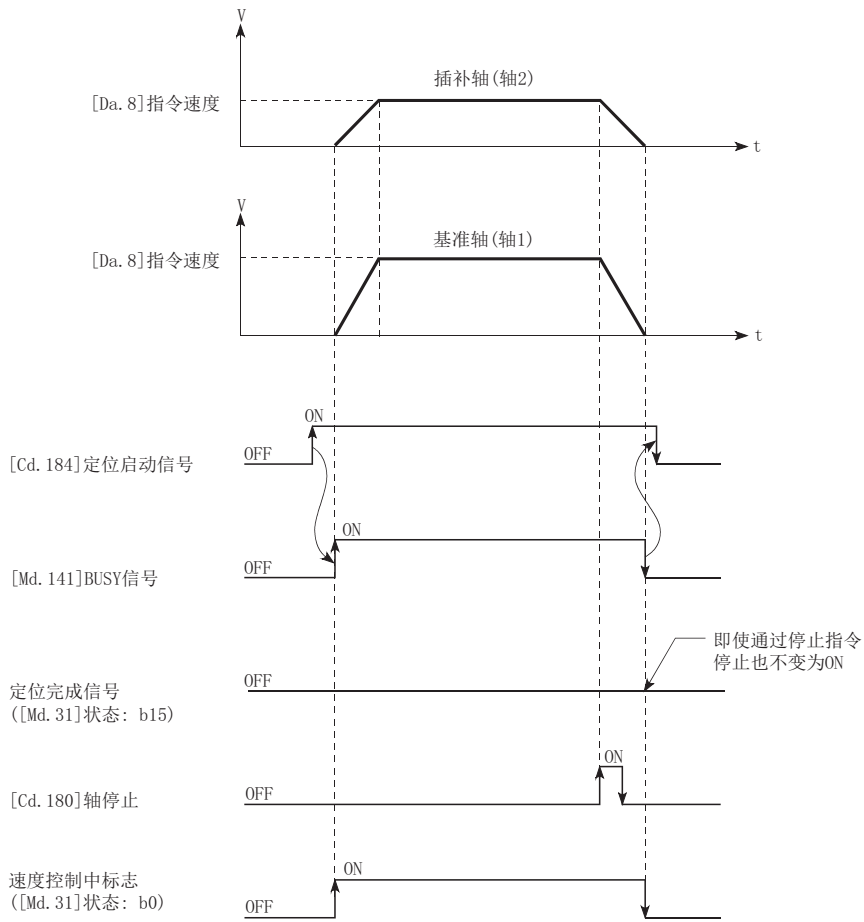 V
插补轴(轴2)
[Da.8]指令速度
t
V
基准轴(轴1)
[Da.8]指令速度
t
ON
OFF
[Cd.184]定位启动信号
ON
OFF
[Md.141]BUSY信号
即使通过停止指令
停止也不变为ON
OFF
定位完成信号
([Md.31]状态: b15)
ON
OFF
[Cd.180]轴停止
ON
速度控制中标志
([Md.31]状态: b0)
OFF